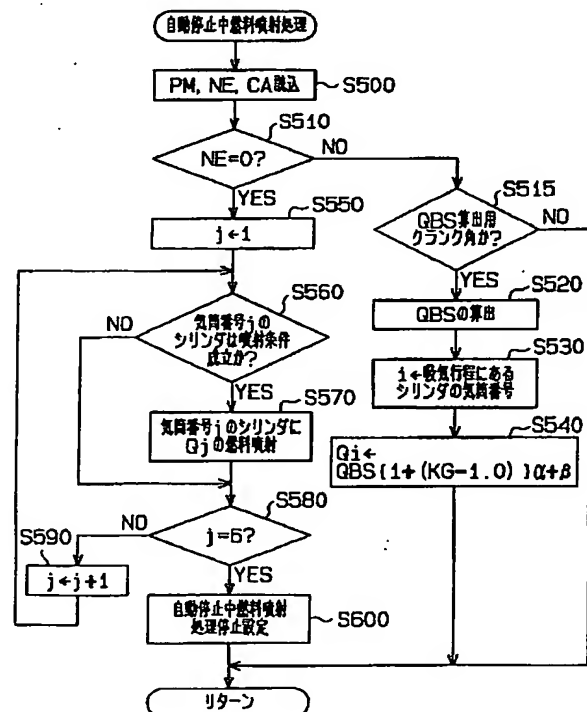 自動停止中燃料噴射処理
PM, NE, CA読込
S500
S510
NE=0?
NO
YES
S515
QBS算出用
クランク角か?
NO
YES
S550
j←1
S520
QBSの算出
S560
気筒番号jの
シリンダは噴射条件
成立か?
NO
YES
S530
i←吸気行程にある
シリンダの気筒番号
S570
気筒番号jのシリンダに
Qjの燃料噴射
S540
Qi←
QBS{1+(KG-1.0)}α+β
S580
j=6?
NO
YES
S590
j←j+1
自動停止中燃料噴射
処理停止設定
S600
リターン